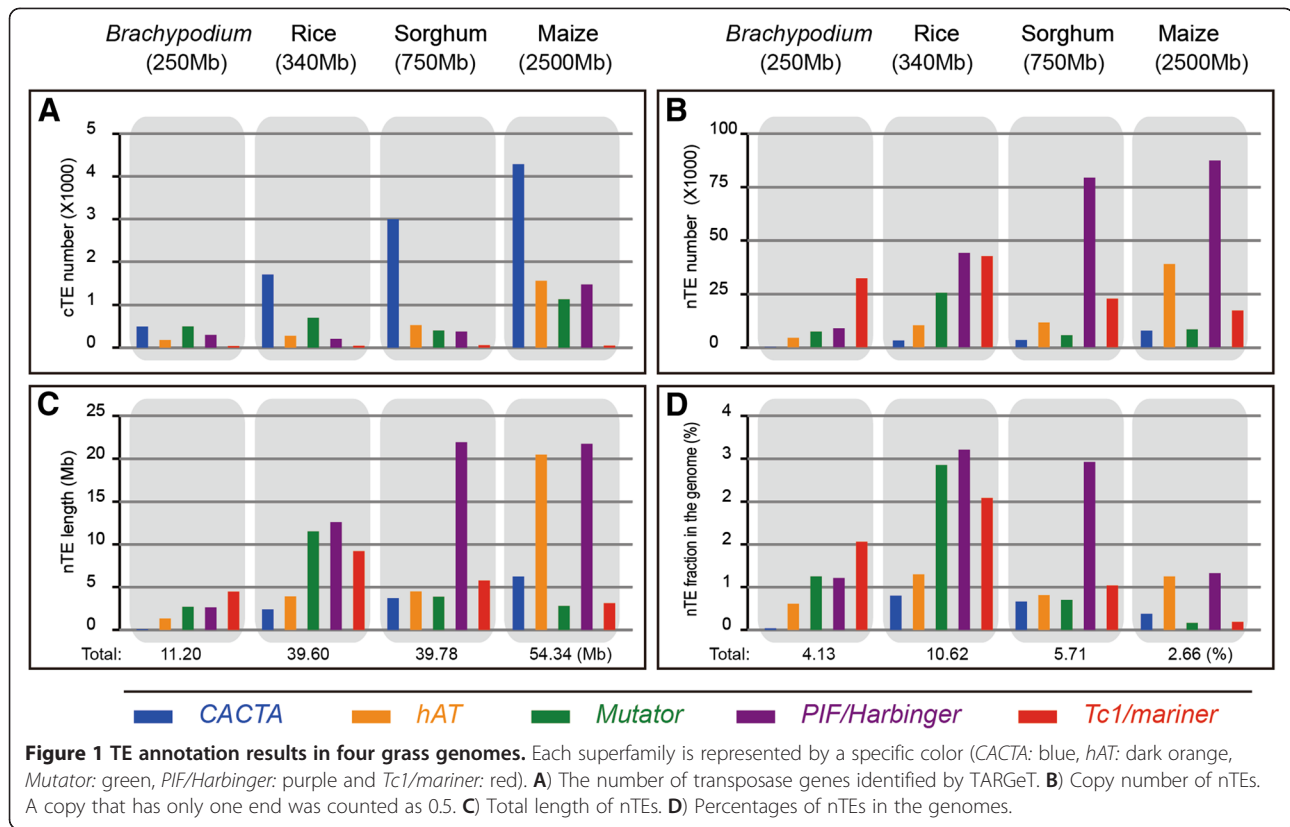 Brachypodium Rice Sorghum Maize Brachypodium Rice Sorghum Maize
(250Mb) (340Mb) (750Mb) (2500Mb) (250Mb) (340Mb) (750Mb) (2500Mb)
A
cTE number (X1000)
5
4
3
2
1
0
B
nTE number (X1000)
100
75
50
25
0
C
nTE length (Mb)
25
20
15
10
5
0
Total: 11.20 39.60 39.78 54.34 (Mb)
D
nTE fraction in the genome (%)
4
3
2
2
1
0
Total: 4.13 10.62 5.71 2.66 (%)
CACTA hAT Mutator PIF/Harbinger Tc1/mariner
Figure 1 TE annotation results in four grass genomes. Each superfamily is represented by a specific color (CACTA: blue, hAT: dark orange,
Mutator: green, PIF/Harbinger: purple and Tc1/mariner: red). A) The number of transposase genes identified by TARGeT. B) Copy number of nTEs.
A copy that has only one end was counted as 0.5. C) Total length of nTEs. D) Percentages of nTEs in the genomes.